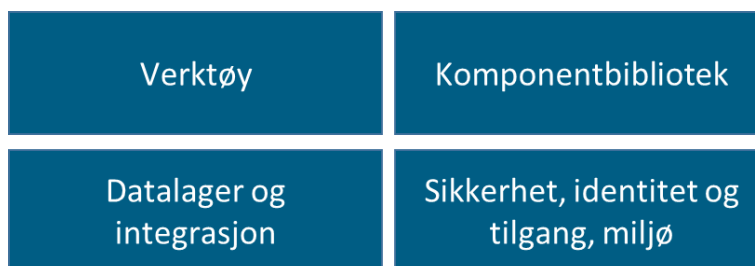 Verktøy
Komponentbibliotek
Datalager og
integrasjon
Sikkerhet, identitet og
tilgang, miljø